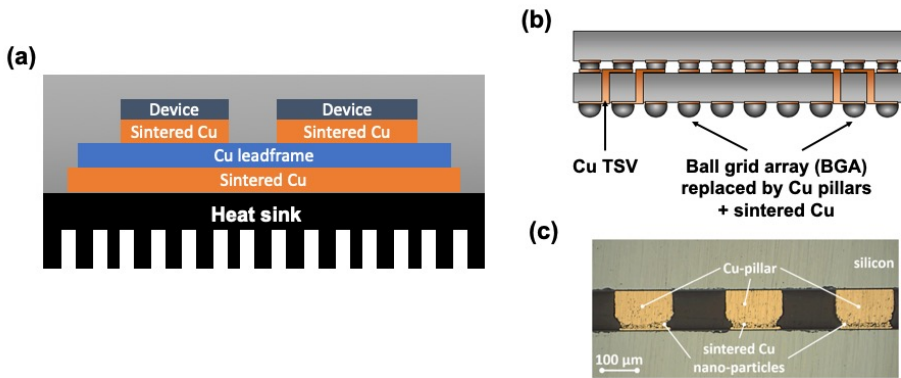 (a)
Device
Device
Sintered Cu
Sintered Cu
Cu leadframe
Sintered Cu
Heat sink
(b)
Cu TSV
Ball grid array (BGA)
replaced by Cu pillars
+ sintered Cu
(c)
Cu-pillar
silicon
sintered Cu
nano-particles
100 µm